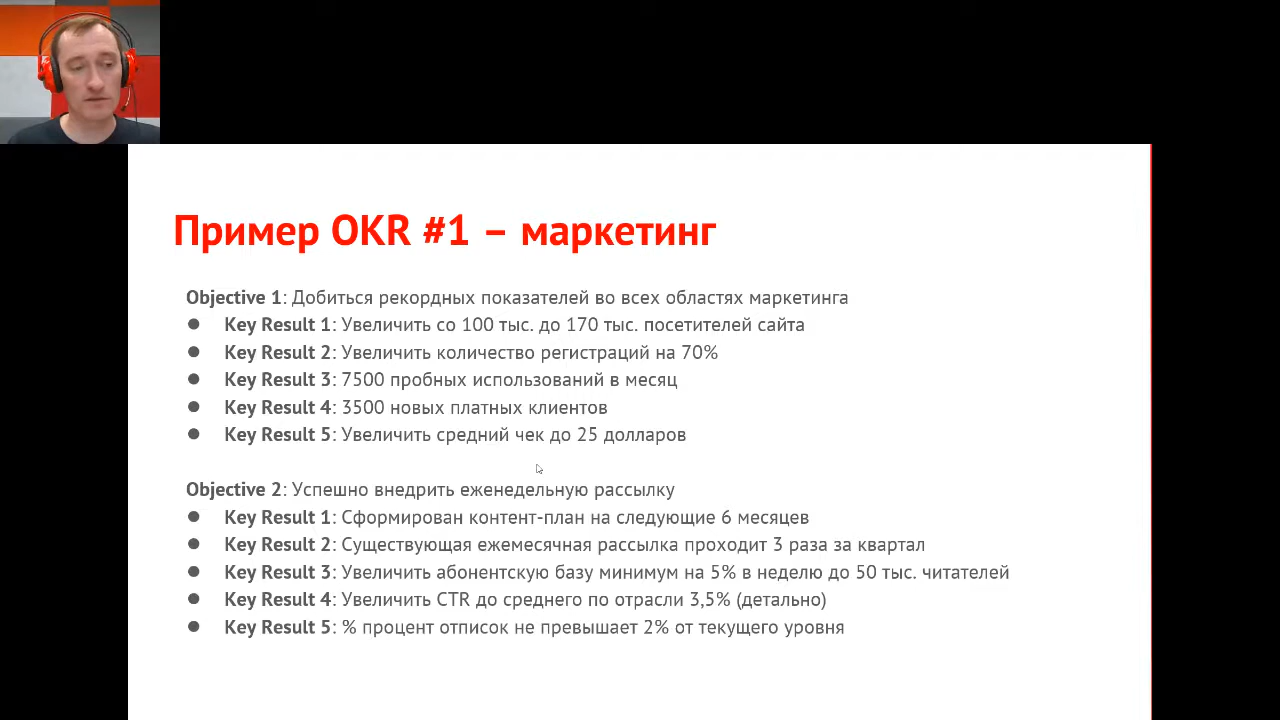 Пример OKR #1 – маркетинг
Objective 1: Добиться рекордных показателей во всех областях маркетинга
● Key Result 1: Увеличить со 100 тыс. до 170 тыс. посетителей сайта
● Key Result 2: Увеличить количество регистраций на 70%
● Key Result 3: 7500 пробных использований в месяц
● Key Result 4: 3500 новых платных клиентов
● Key Result 5: Увеличить средний чек до 25 долларов
Objective 2: Успешно внедрить еженедельную рассылку
● Key Result 1: Сформирован контент-план на следующие 6 месяцев
● Key Result 2: Существующая ежемесячная рассылка проходит 3 раза за квартал
● Key Result 3: Увеличить абонентскую базу минимум на 5% в неделю до 50 тыс. читателей
● Key Result 4: Увеличить CTR до среднего по отрасли 3,5% (детально)
● Key Result 5: % процент отписок не превышает 2% от текущего уровня